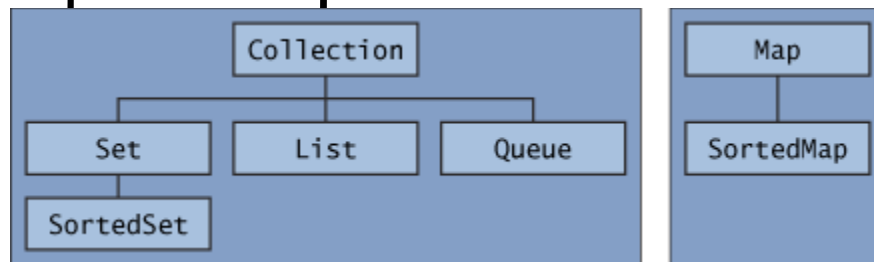 Collection
Map
Set
List
Queue
SortedMap
SortedSet